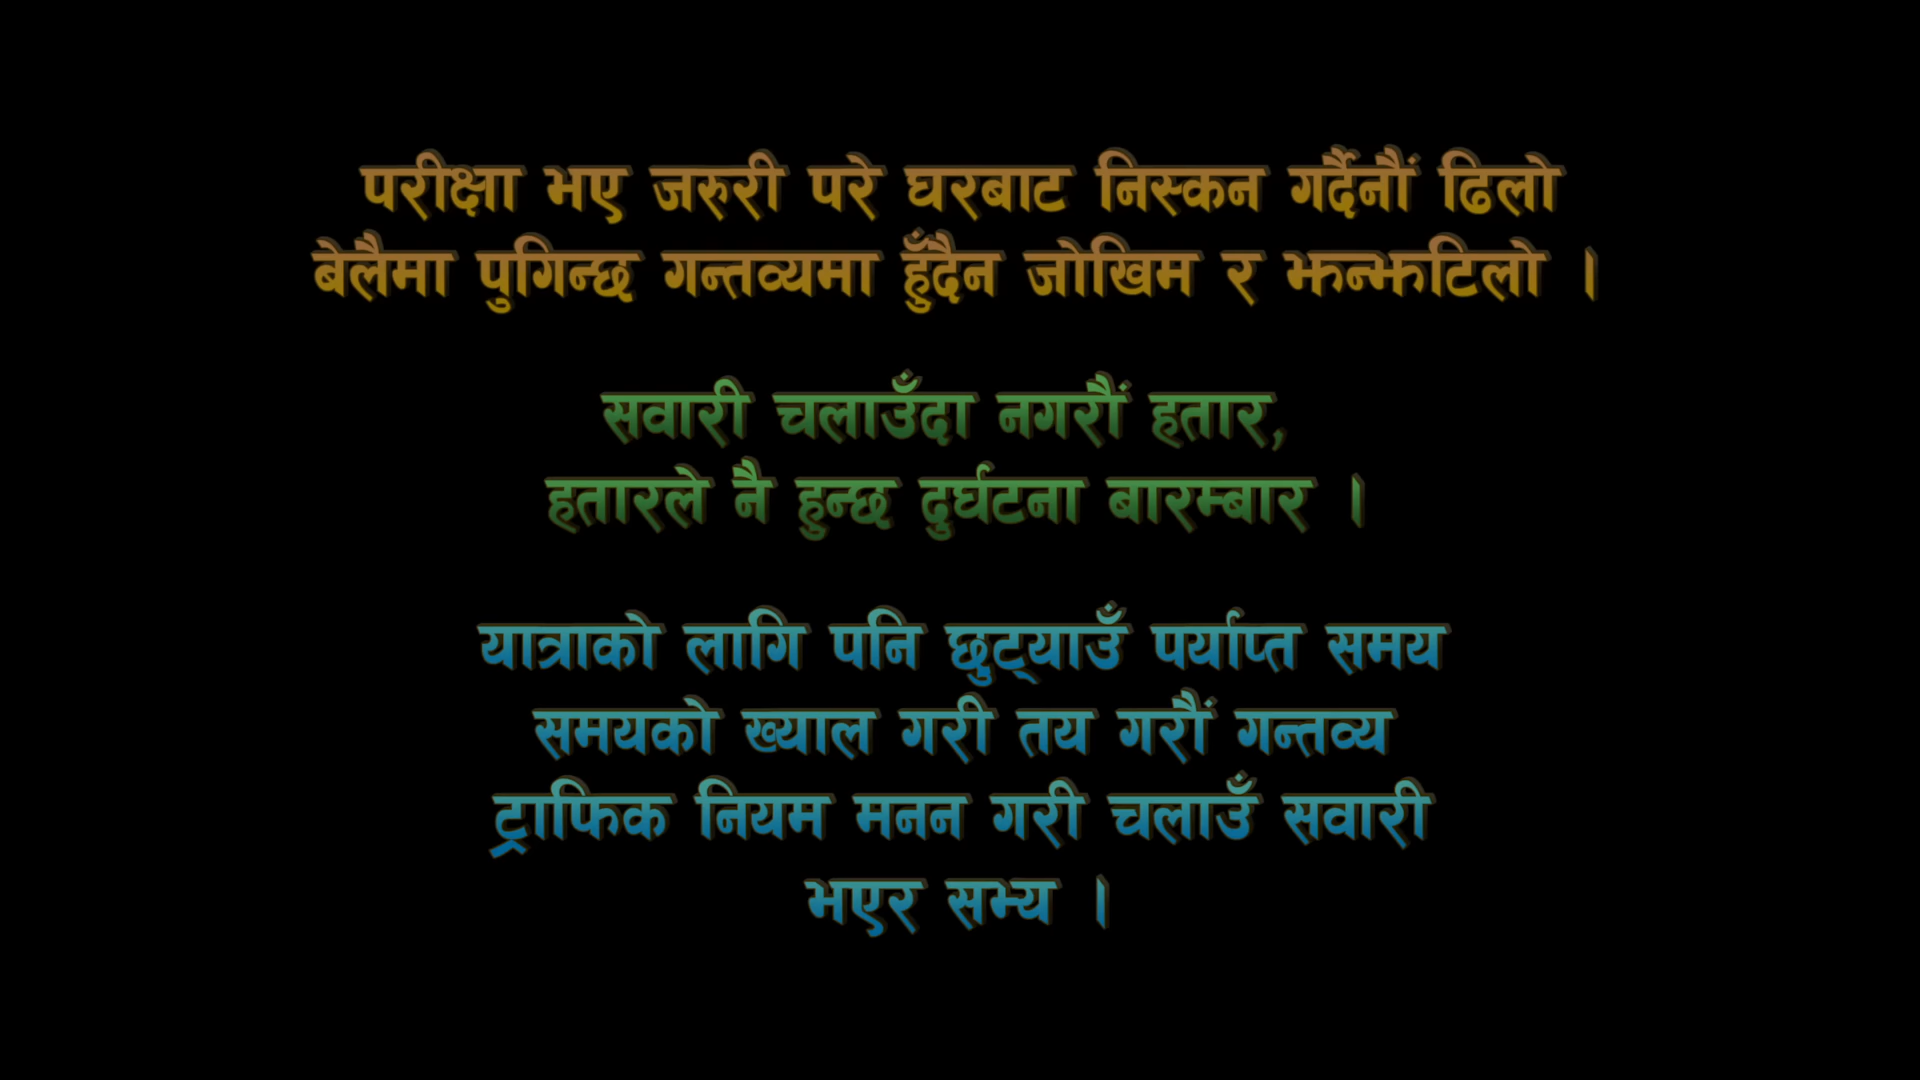 परीक्षा भए जरुरी परे घरबाट निस्कन गर्दैनौं ढिलो
बेलैमा पुगिन्छ गन्तव्यमा हुँदैन जोखिम र झन्झटिलो ।
सवारी चलाउँदा नगरौं हतार,
हतारले नै हुन्छ दुर्घटना बारम्बार ।
यात्राको लागि पनि छुट्याउँ पर्याप्त समय
समयको ख्याल गरी तय गरौं गन्तव्य
ट्राफिक नियम मनन गरी चलाउँ सवारी
भएर सभ्य ।